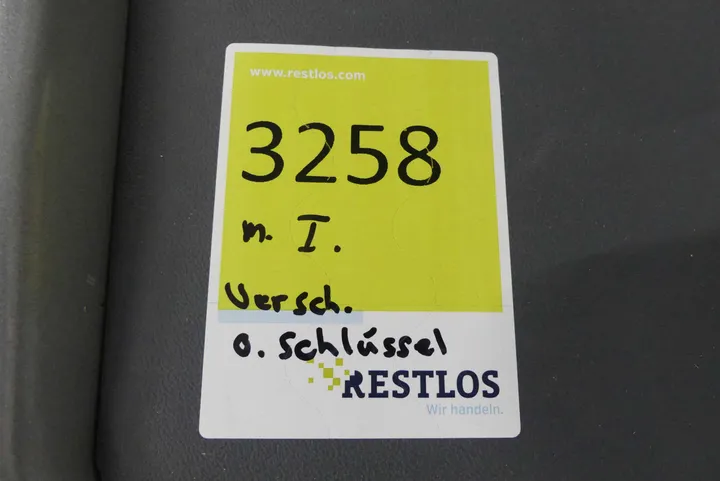 www.restlos.com
3258
m. I.
Versch.
o. Schlüssel
RESTLOS
Wir handeln.